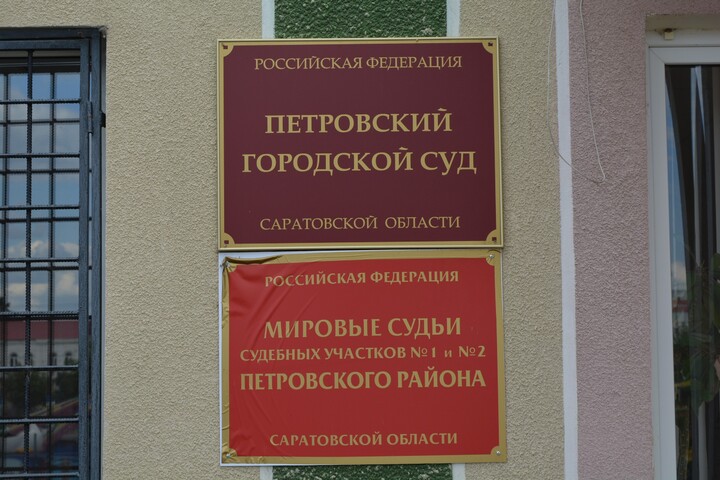 РОССИЙСКАЯ ФЕДЕРАЦИЯ
ПЕТРОВСКИЙ
ГОРОДСКОЙ СУД
САРАТОВСКОЙ ОБЛАСТИ
РОССИЙСКАЯ ФЕДЕРАЦИЯ
МИРОВЫЕ СУДЬИ
СУДЕБНЫХ УЧАСТКОВ №1 и №2
ПЕТРОВСКОГО РАЙОНА
САРАТОВСКОЙ ОБЛАСТИ